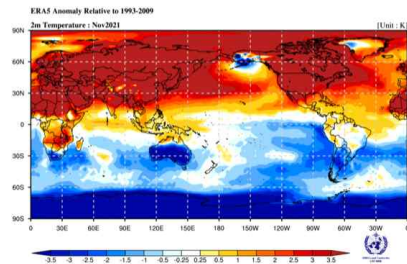 ERA5 Anomaly Relative to 1993-2009
2m Temperature : Nov2021 [Unit : K]
90N
60N
30N
0
30S
60S
90S
0 30E 60E 90E 120E 150E 180 150W 120W 90W 60W 30W 0
-3.5 -3 -2.5 -2 -1.5 -1 -0.5 -0.25 0.25 0.5 1 1.5 2 2.5 3 3.5